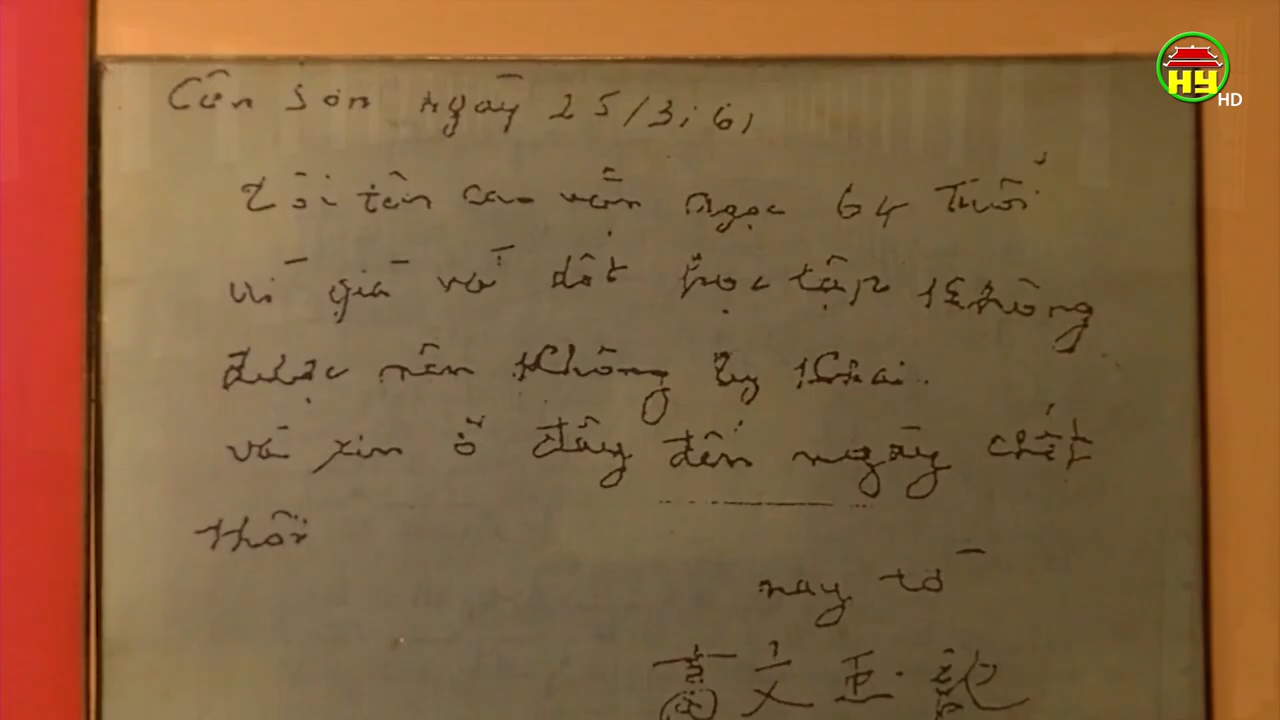 HY
HD
Côn Sơn ngày 25/3/61
tôi tên cao văn Ngọc 64 Tuổi
vì già và dốt học tập không
được nên không ly khai.
và xin ở đây đến ngày chết
thôi
nay tờ
高文玉 記